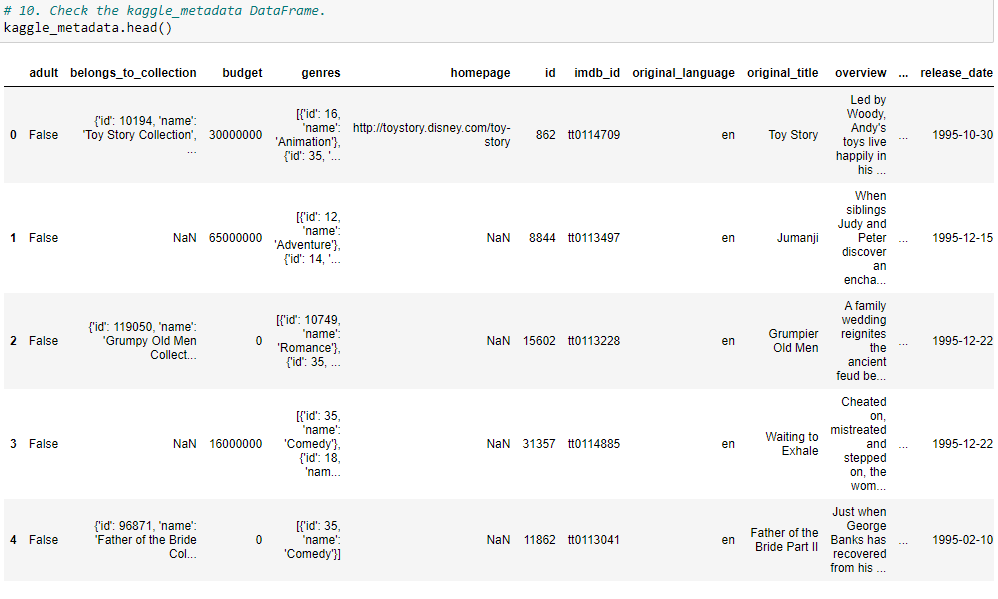 # 10. Check the kaggle_metadata DataFrame.
kaggle_metadata.head()
adult belongs_to_collection budget genres homepage id imdb_id original_language original_title overview ... release_date
0 False {'id': 10194, 'name': 'Toy Story Collection', ... 30000000 [{'id': 16, 'name': 'Animation'}, {'id': 35, '... http://toystory.disney.com/toy-story 862 tt0114709 en Toy Story Led by Woody, Andy's toys live happily in his ... ... 1995-10-30
1 False NaN 65000000 [{'id': 12, 'name': 'Adventure'}, {'id': 14, '... NaN 8844 tt0113497 en Jumanji When siblings Judy and Peter discover an encha... ... 1995-12-15
2 False {'id': 119050, 'name': 'Grumpy Old Men Collect... 0 [{'id': 10749, 'name': 'Romance'}, {'id': 35, ... NaN 15602 tt0113228 en Grumpier Old Men A family wedding reignites the ancient feud be... ... 1995-12-22
3 False NaN 16000000 [{'id': 35, 'name': 'Comedy'}, {'id': 18, 'nam... NaN 31357 tt0114885 en Waiting to Exhale Cheated on, mistreated and stepped on, the wom... ... 1995-12-22
4 False {'id': 96871, 'name': 'Father of the Bride Col... 0 [{'id': 35, 'name': 'Comedy'}] NaN 11862 tt0113041 en Father of the Bride Part II Just when George Banks has recovered from his ... ... 1995-02-10